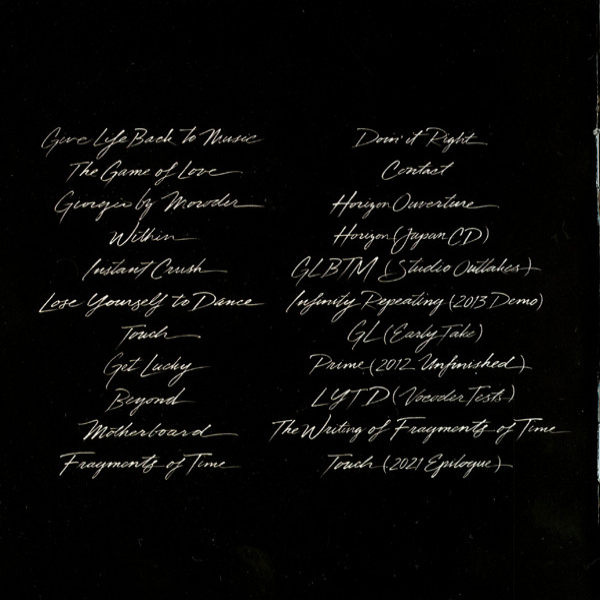 Give Life Back To Music
The Game of Love
Giorgio by Moroder
Within
Instant Crush
Lose Yourself to Dance
Touch
Get Lucky
Beyond
Motherboard
Fragments of Time
Doin' it Right
Contact
Horizon Ouverture
Horizon (Japan CD)
GLBTM (Studio Outtakes)
Infinity Repeating (2013 Demo)
GL (Early Take)
Prime (2012 Unfinished)
LYTD (Vocoder Tests)
The Writing of Fragments of Time
Touch (2021 Epilogue)